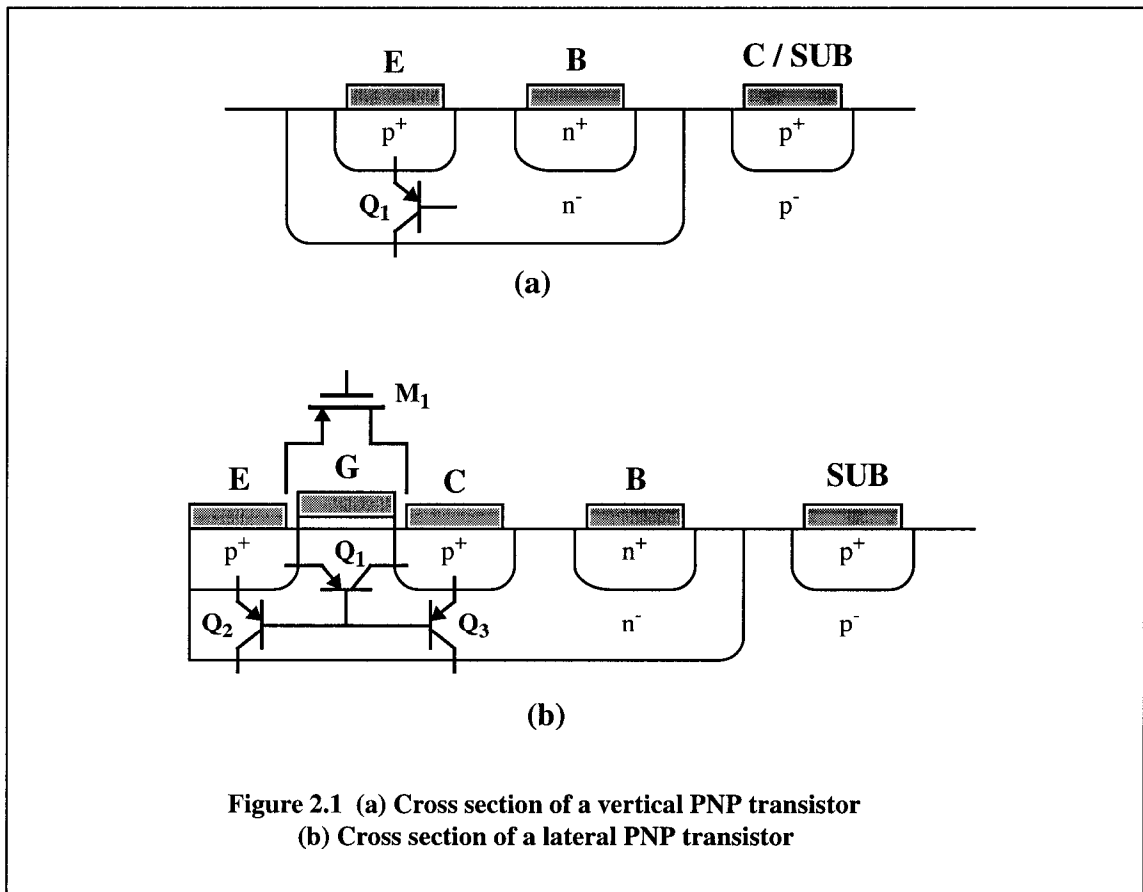 E B C / SUB
p+ n+ p+
Q1 n- p-
(a)
M1
E G C B SUB
p+ Q1 p+ n+ p+
Q2 Q3 n- p-
(b)
Figure 2.1 (a) Cross section of a vertical PNP transistor
(b) Cross section of a lateral PNP transistor